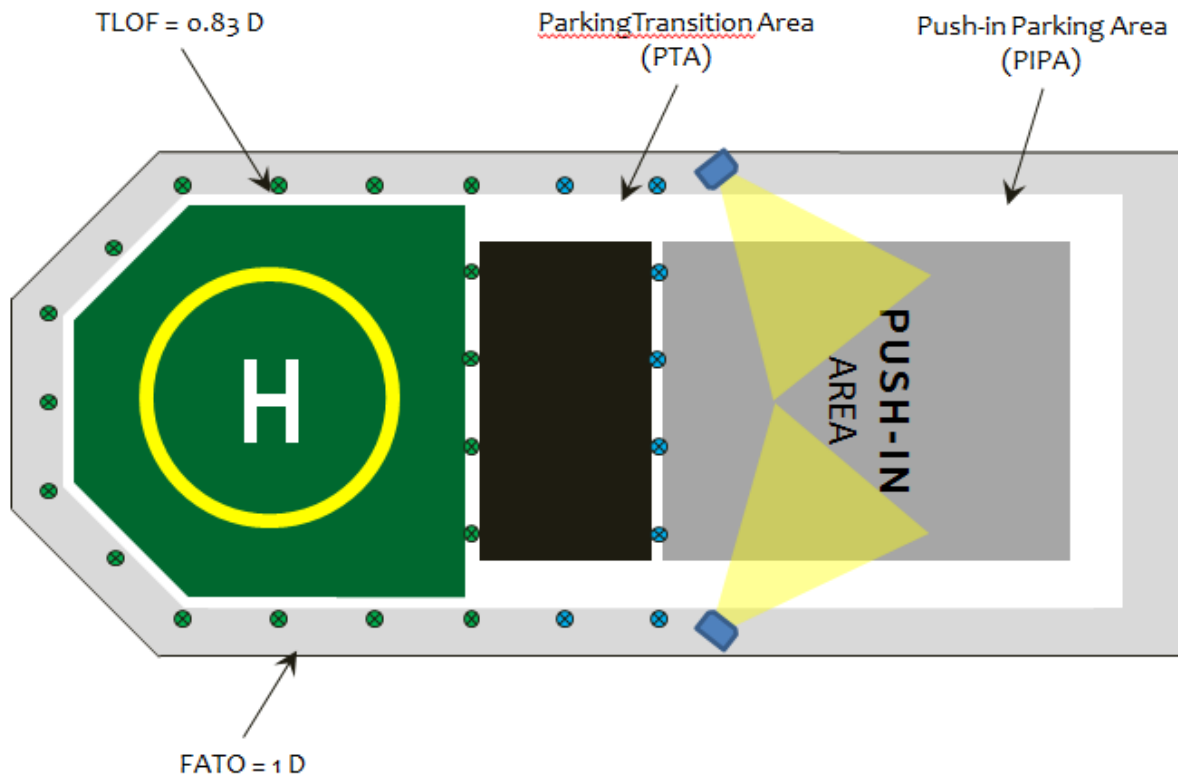 TLOF = 0.83 D
ParkingTransition Area
(PTA)
Push-in Parking Area
(PIPA)
H
PUSH-IN
AREA
FATO = 1 D